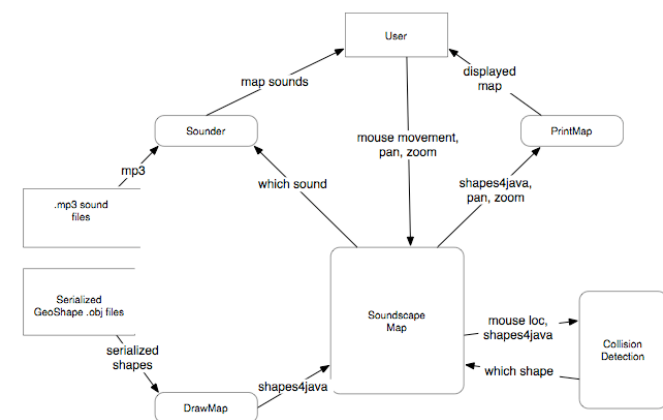 User
displayed
map
map sounds
Sounder
PrintMap
mouse movement,
pan, zoom
mp3
which sound
shapes4java,
pan, zoom
.mp3 sound
files
Serialized
GeoShape .obj files
Soundscape
Map
mouse loc,
shapes4java
Collision
Detection
serialized
shapes
which shape
shapes4java
DrawMap